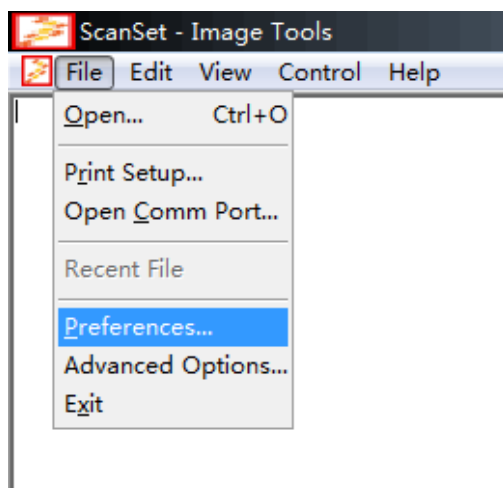 ScanSet - Image Tools
File Edit View Control Help
Open... Ctrl+O
Print Setup...
Open Comm Port...
Recent File
Preferences...
Advanced Options...
Exit